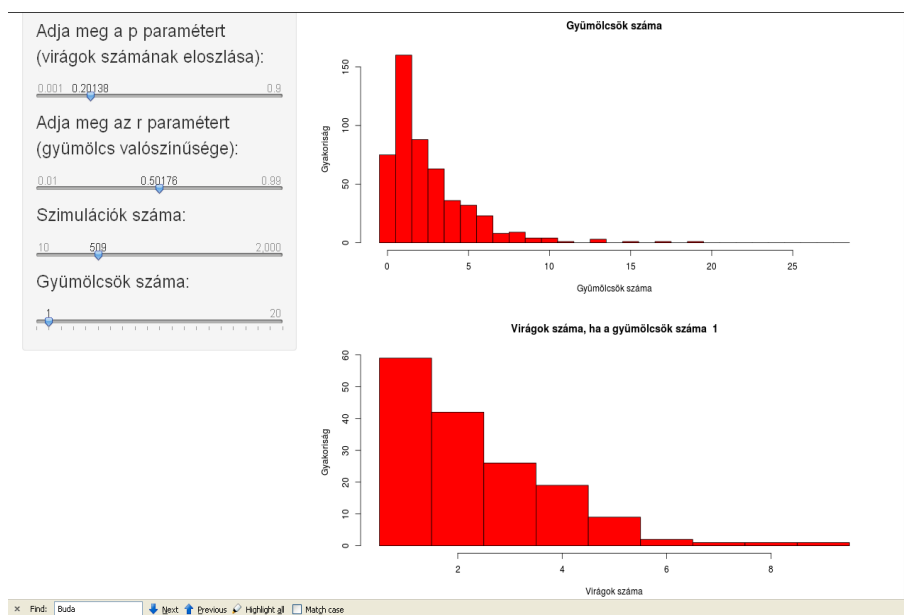 Adja meg a p paramétert
(virágok számának eloszlása):
0.001 0.20138 0.9
Adja meg az r paramétert
(gyümölcs valószínűsége):
0.01 0.50176 0.99
Szimulációk száma:
10 509 2,000
Gyümölcsök száma:
1 20
Gyümölcsök száma
Gyakoriság
0 50 100 150
0 5 10 15 20 25
Gyümölcsök száma
Virágok száma, ha a gyümölcsök száma 1
Gyakoriság
0 10 20 30 40 50 60
2 4 6 8
Virágok száma
× Find: Buda Next Previous Highlight all Match case